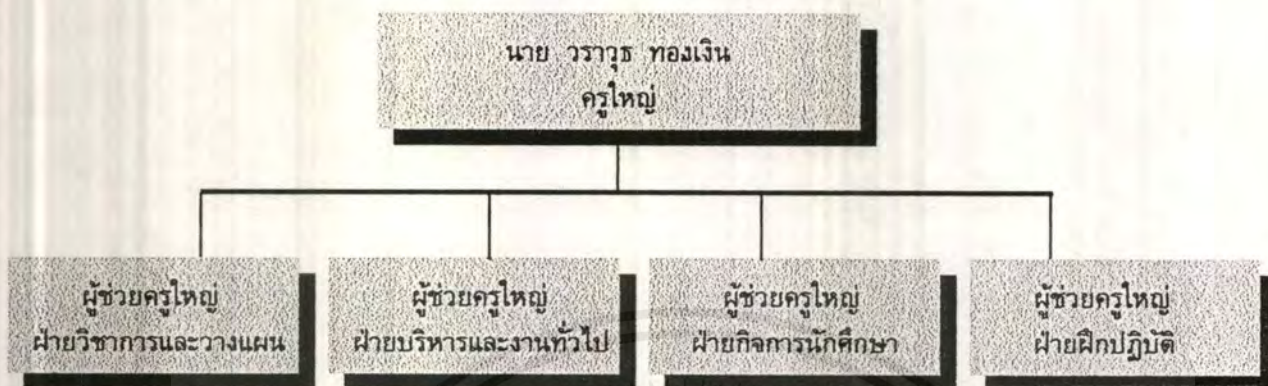 นาย วราวุธ ทองเงิน
ครูใหญ่
ผู้ช่วยครูใหญ่
ฝ่ายวิชาการและวางแผน
ผู้ช่วยครูใหญ่
ฝ่ายบริหารและงานทั่วไป
ผู้ช่วยครูใหญ่
ฝ่ายกิจการนักศึกษา
ผู้ช่วยครูใหญ่
ฝ่ายฝึกปฏิบัติ